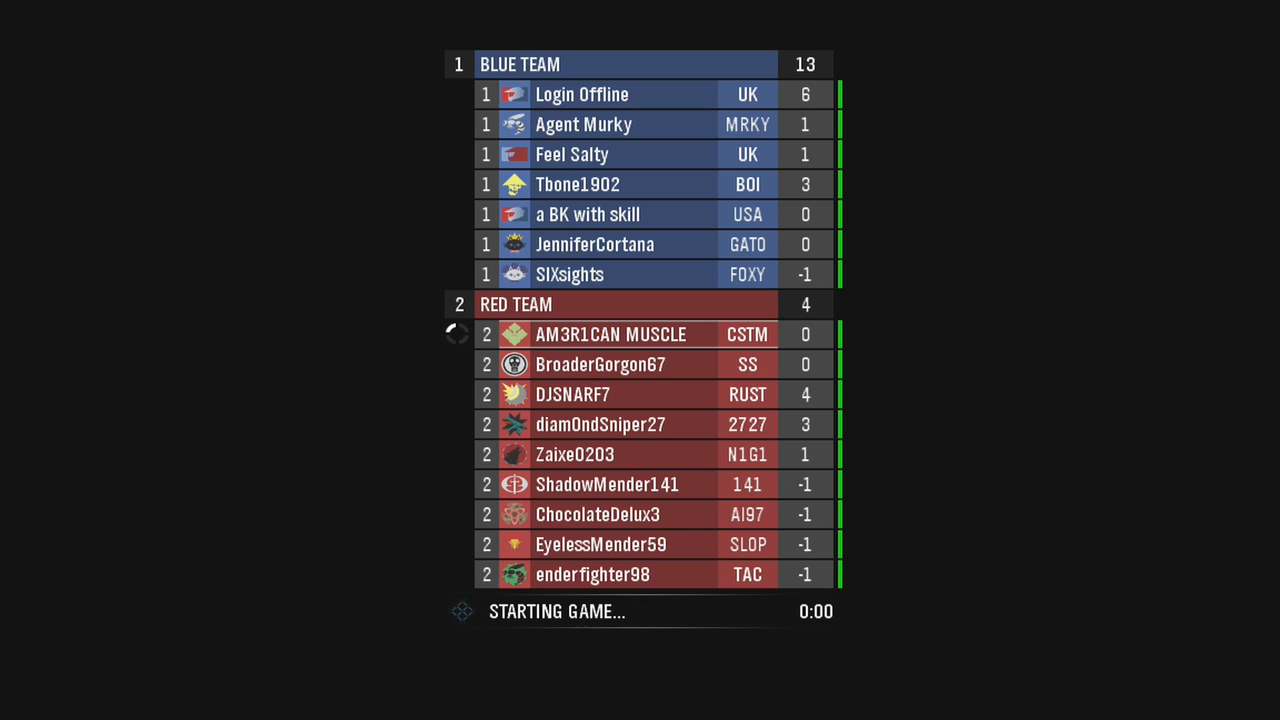 1 BLUE TEAM 13
1 Login Offline UK 6
1 Agent Murky MRKY 1
1 Feel Salty UK 1
1 Tbone1902 BOI 3
1 a BK with skill USA 0
1 JenniferCortana GATO 0
1 SIXsights FOXY -1
2 RED TEAM 4
2 AM3R1CAN MUSCLE CSTM 0
2 BroaderGorgon67 SS 0
2 DJSNARF7 RUST 4
2 diam0ndSniper27 2727 3
2 Zaixe0203 N1G1 1
2 ShadowMender141 141 -1
2 ChocolateDelux3 AI97 -1
2 EyelessMender59 SLOP -1
2 enderfighter98 TAC -1
STARTING GAME... 0:00